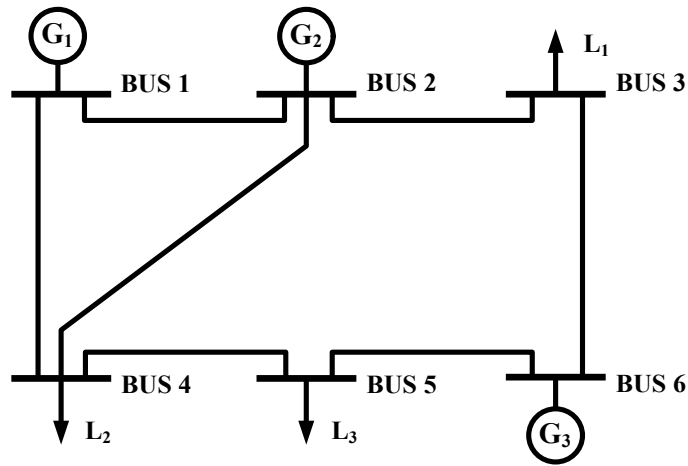 G₁
G₂
L₁
BUS 1
BUS 2
BUS 3
BUS 4
BUS 5
BUS 6
L₂
L₃
G₃